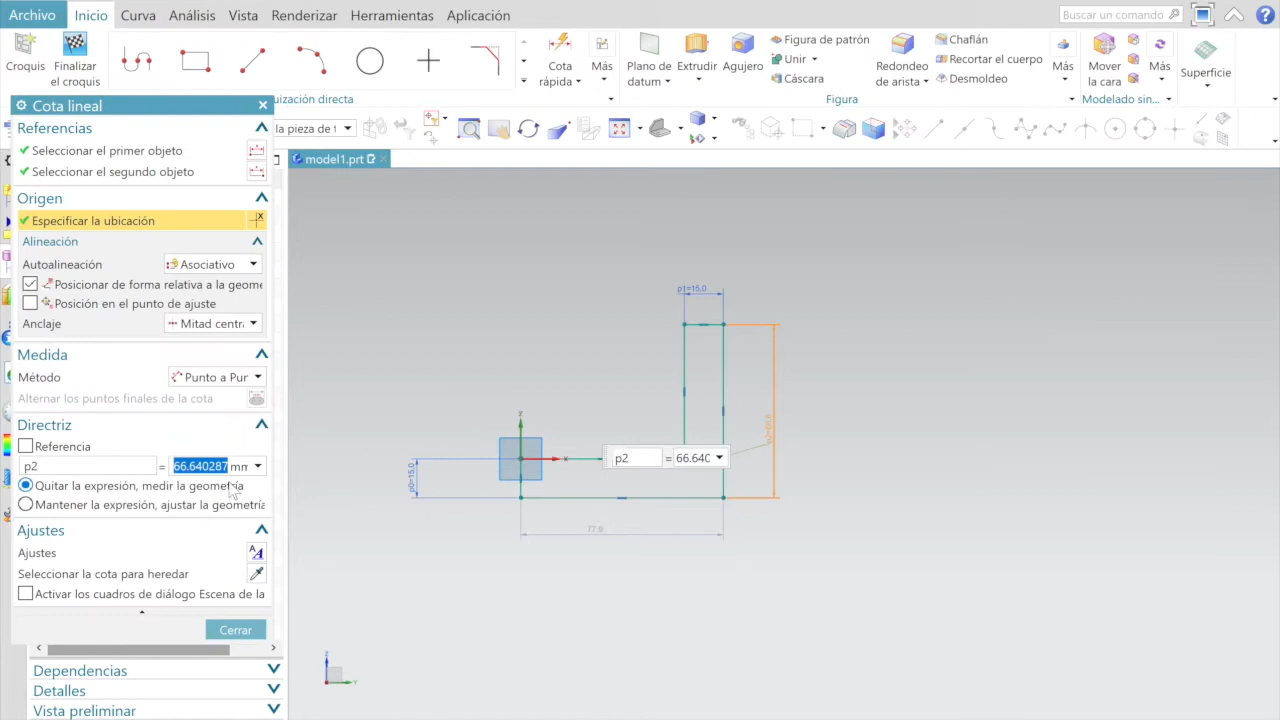 Archivo Inicio Curva Análisis Vista Renderizar Herramientas Aplicación Buscar un comando
Croquis
Finalizar el croquis
Cota rápida
Más
Plano de datum
Extrudir
Agujero
Figura de patrón
Unir
Cáscara
Redondeo de arista
Chaflán
Recortar el cuerpo
Desmoldeo
Más
Mover la cara
Más
Superficie
Figura
Modelado sin...
Cota lineal
model1.prt
Referencias
Seleccionar el primer objeto
Seleccionar el segundo objeto
Origen
Especificar la ubicación
Alineación
Autoalineación Asociativo
Posicionar de forma relativa a la geome
Posición en el punto de ajuste
Anclaje Mitad centr
Medida
Método Punto a Pur
Alternar los puntos finales de la cota
Directriz
Referencia
p2 = 66.640287 mm
Quitar la expresión, medir la geometría
Mantener la expresión, ajustar la geometría
Ajustes
Ajustes
Seleccionar la cota para heredar
Activar los cuadros de diálogo Escena de la
Cerrar
Dependencias
Detalles
Vista preliminar
p1=15,0
Z
X
p2 = 66.640
p0=15,0
77,9
Z
Y